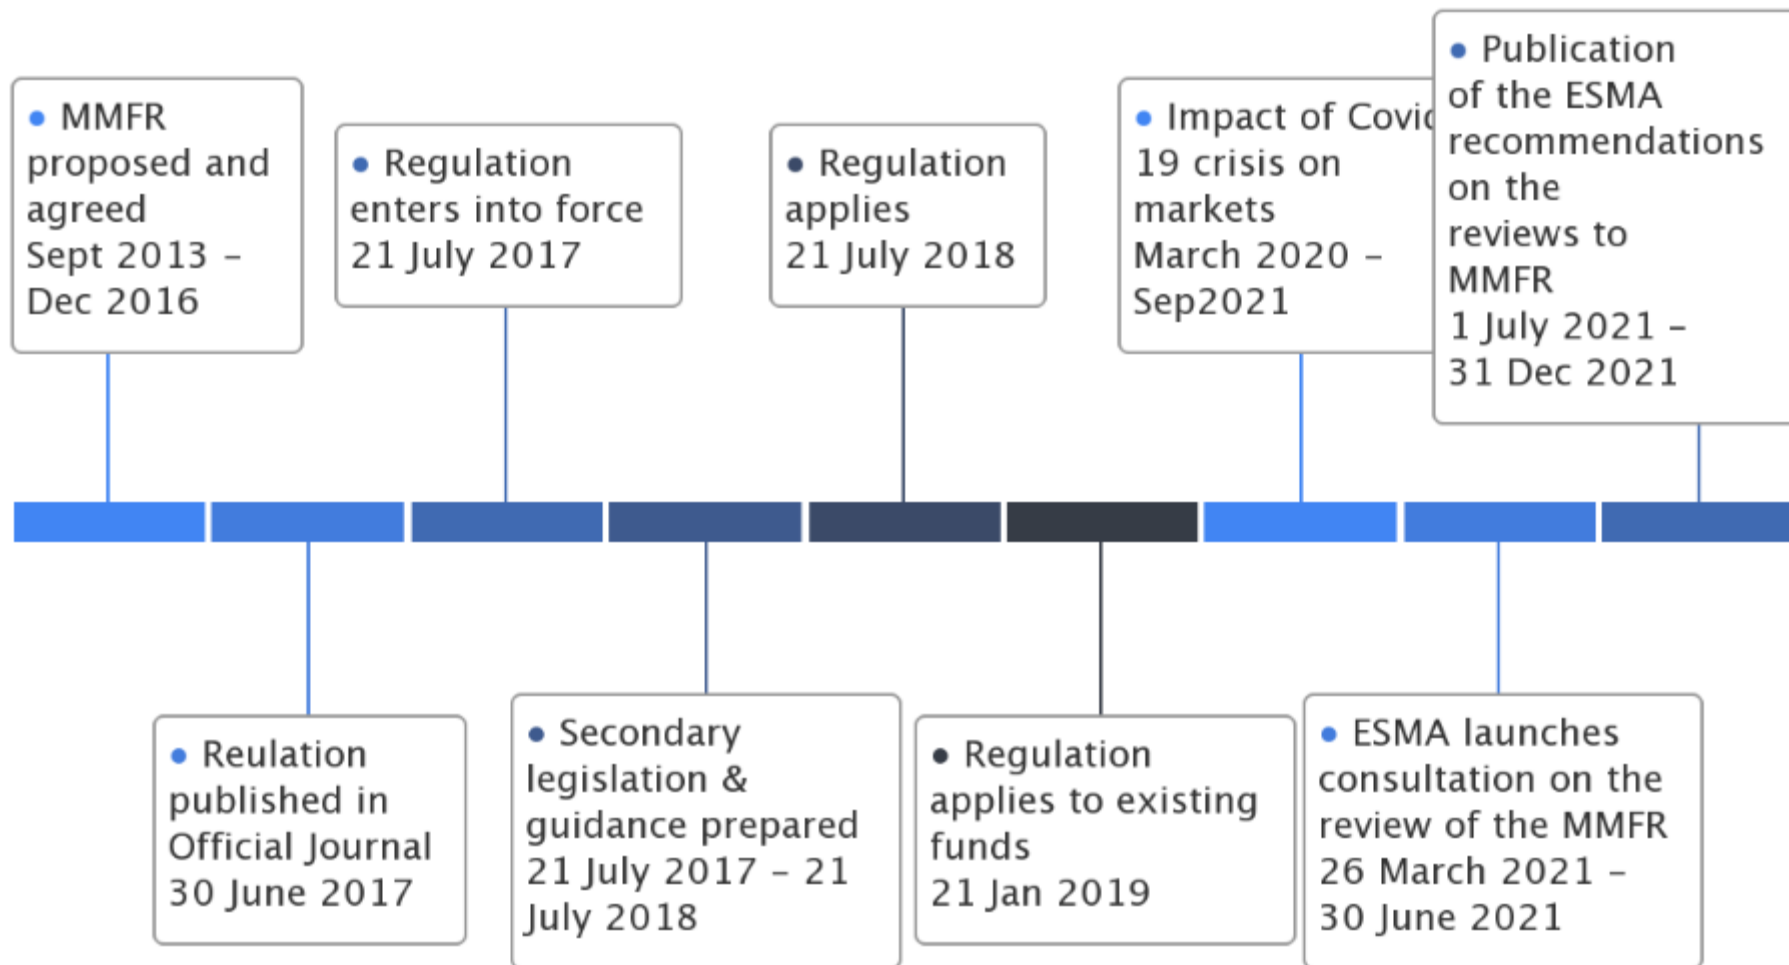 • MMFR
proposed and
agreed
Sept 2013 –
Dec 2016
• Reulation
published in
Official Journal
30 June 2017
• Regulation
enters into force
21 July 2017
• Secondary
legislation &
guidance prepared
21 July 2017 – 21
July 2018
• Regulation
applies
21 July 2018
• Regulation
applies to existing
funds
21 Jan 2019
• Impact of Covid
19 crisis on
markets
March 2020 –
Sep2021
• ESMA launches
consultation on the
review of the MMFR
26 March 2021 –
30 June 2021
• Publication
of the ESMA
recommendations
on the
reviews to
MMFR
1 July 2021 –
31 Dec 2021